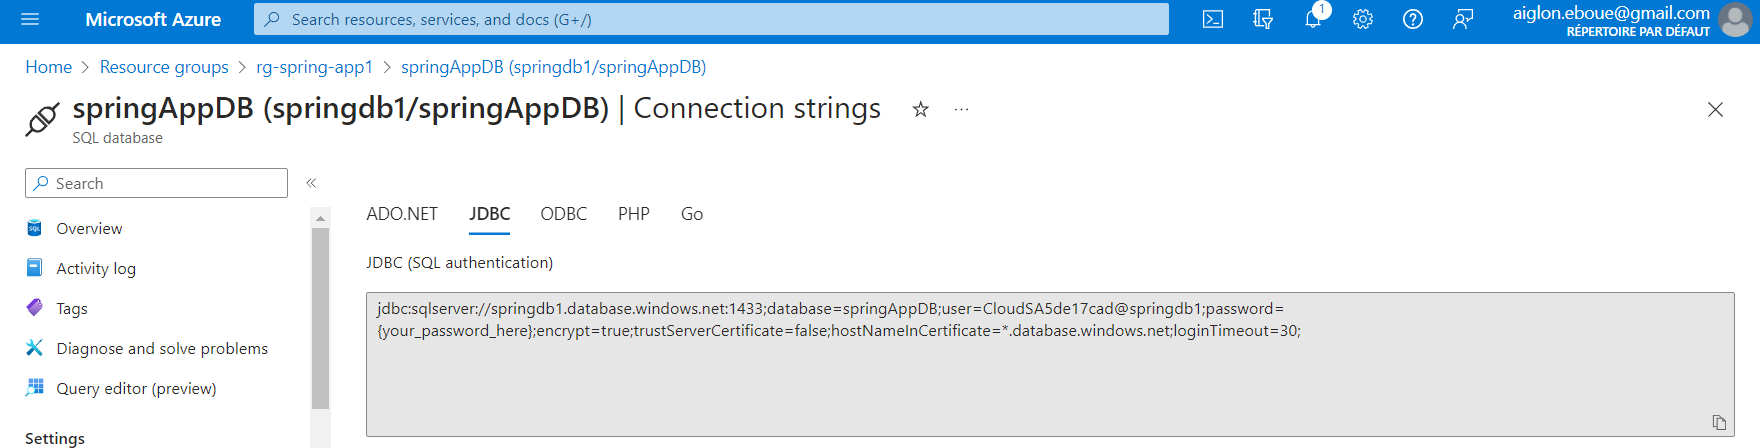 Microsoft Azure
Search resources, services, and docs (G+/)
1
aiglon.eboue@gmail.com
RÉPERTOIRE PAR DÉFAUT
Home > Resource groups > rg-spring-app1 > springAppDB (springdb1/springAppDB)
springAppDB (springdb1/springAppDB) | Connection strings
SQL database
Search
Overview
Activity log
Tags
Diagnose and solve problems
Query editor (preview)
Settings
ADO.NET JDBC ODBC PHP Go
JDBC (SQL authentication)
jdbc:sqlserver://springdb1.database.windows.net:1433;database=springAppDB;user=CloudSA5de17cad@springdb1;password=
{your_password_here};encrypt=true;trustServerCertificate=false;hostNameInCertificate=*.database.windows.net;loginTimeout=30;